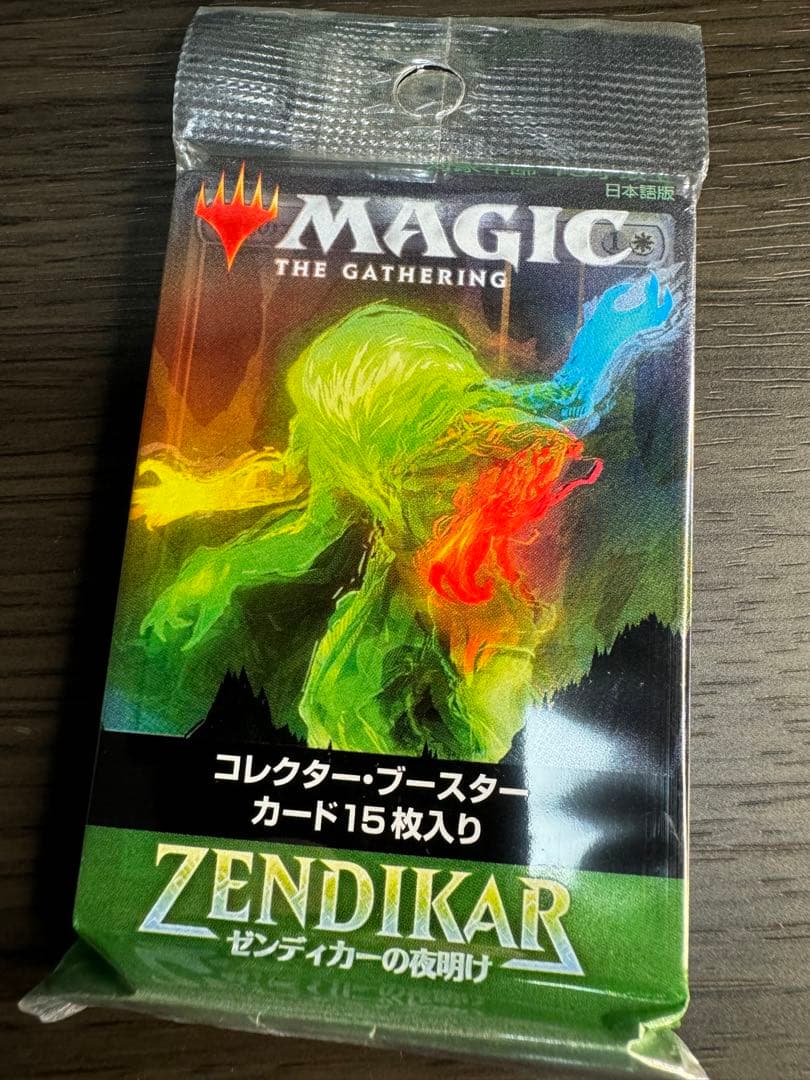 日本語版
MAGIC
THE GATHERING
1
コレクター・ブースター
カード15枚入り
ZENDIKAR
ゼンディカーの夜明け